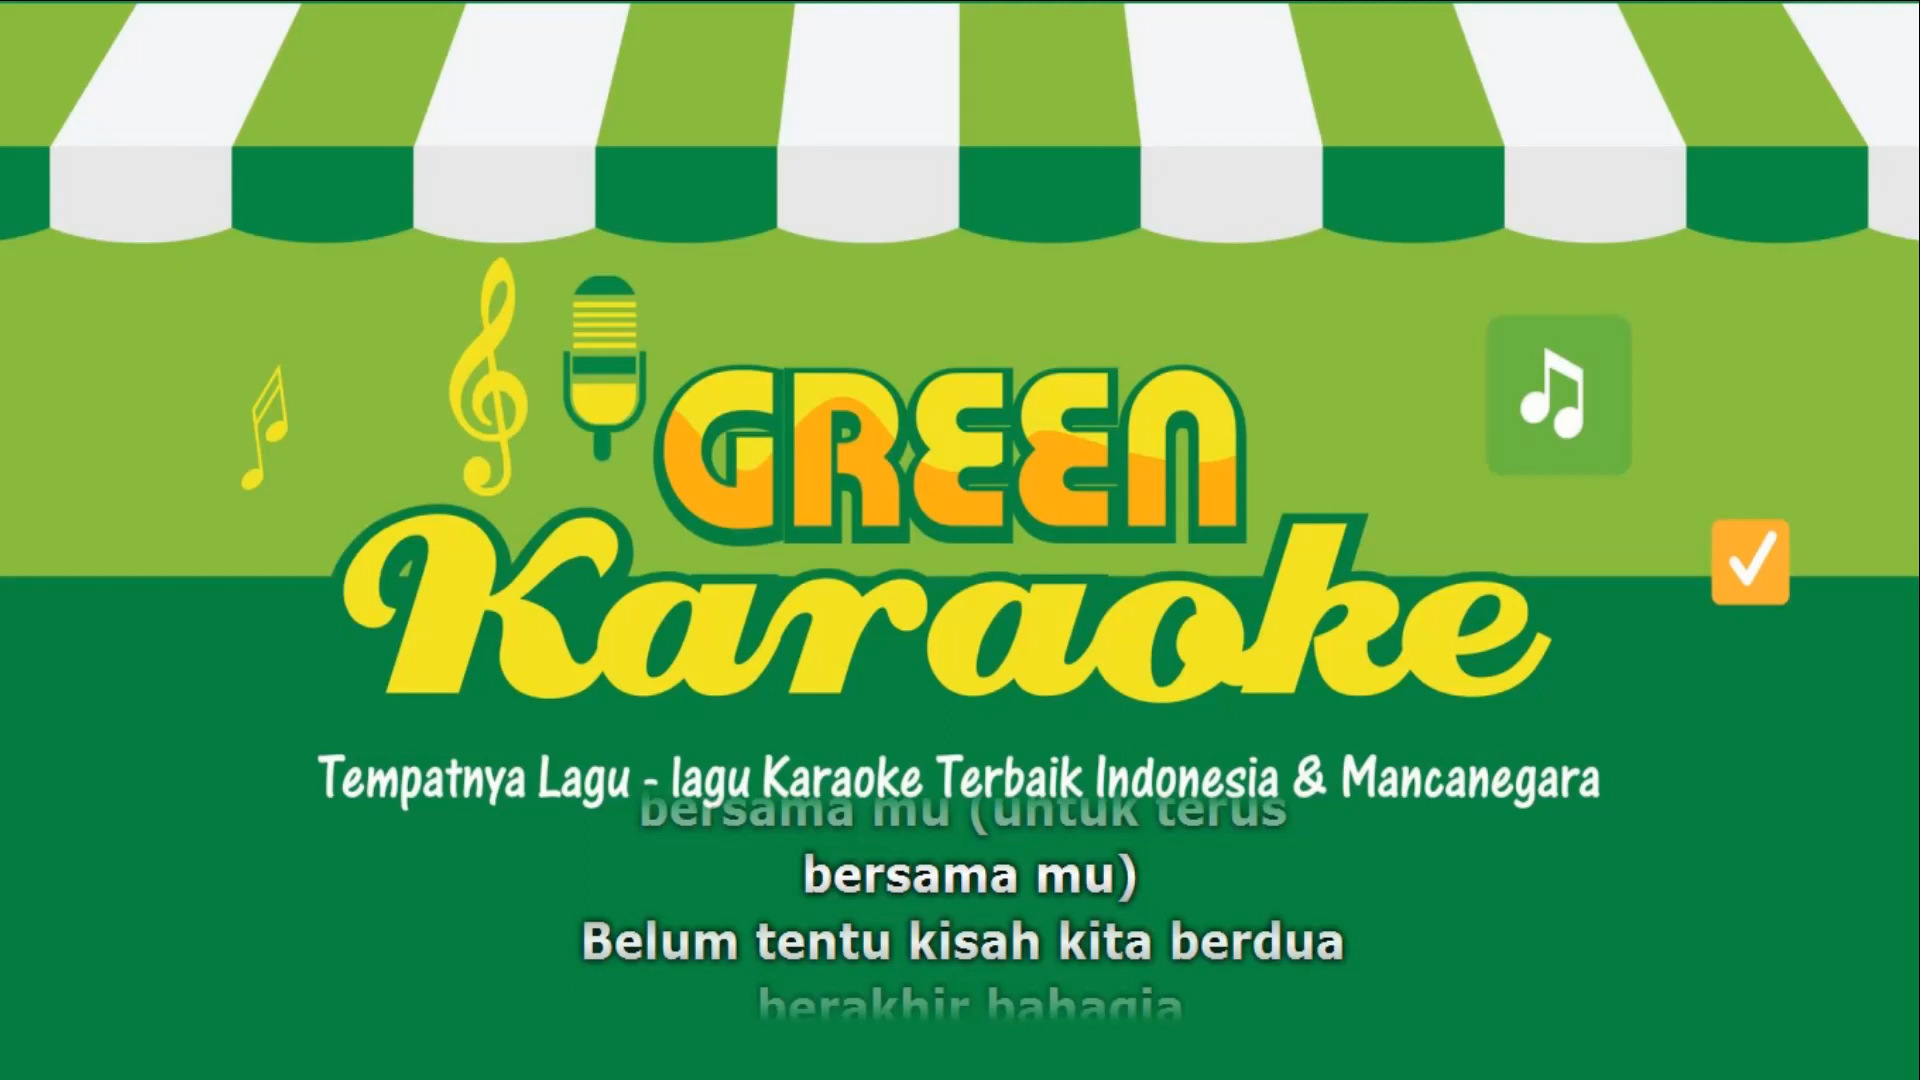 GREEN
Karaoke
Tempatnya Lagu - lagu Karaoke Terbaik Indonesia & Mancanegara
bersama mu (untuk terus
bersama mu)
Belum tentu kisah kita berdua
berakhir bahagia